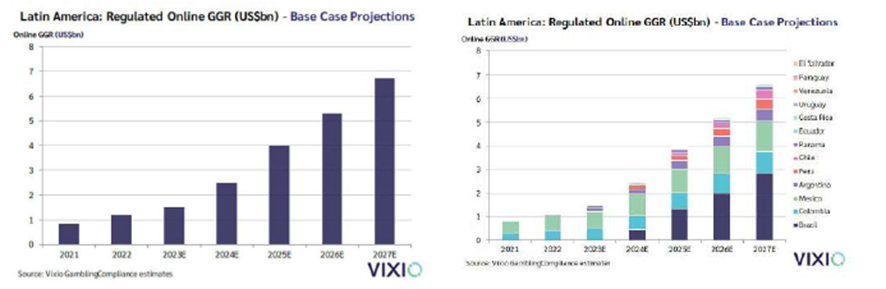 Latin America: Regulated Online GGR (US$bn) - Base Case Projections
Online GGR (US$bn)
8
7
6
5
4
3
2
1
0
2021 2022 2023E 2024E 2025E 2026E 2027E
Source: Vixio GamblingCompliance estimates
VIXIO
Latin America: Regulated Online GGR (US$bn) - Base Case Projections
Online GGR (US$bn)
8
7
6
5
4
3
2
1
0
2021 2022 2023E 2024E 2025E 2026E 2027E
El Salvador
Paraguay
Venezuela
Uruguay
Costa Rica
Ecuador
Panama
Chile
Peru
Argentina
Mexico
Colombia
Brazil
Source: Vixio GamblingCompliance estimates
VIXIO